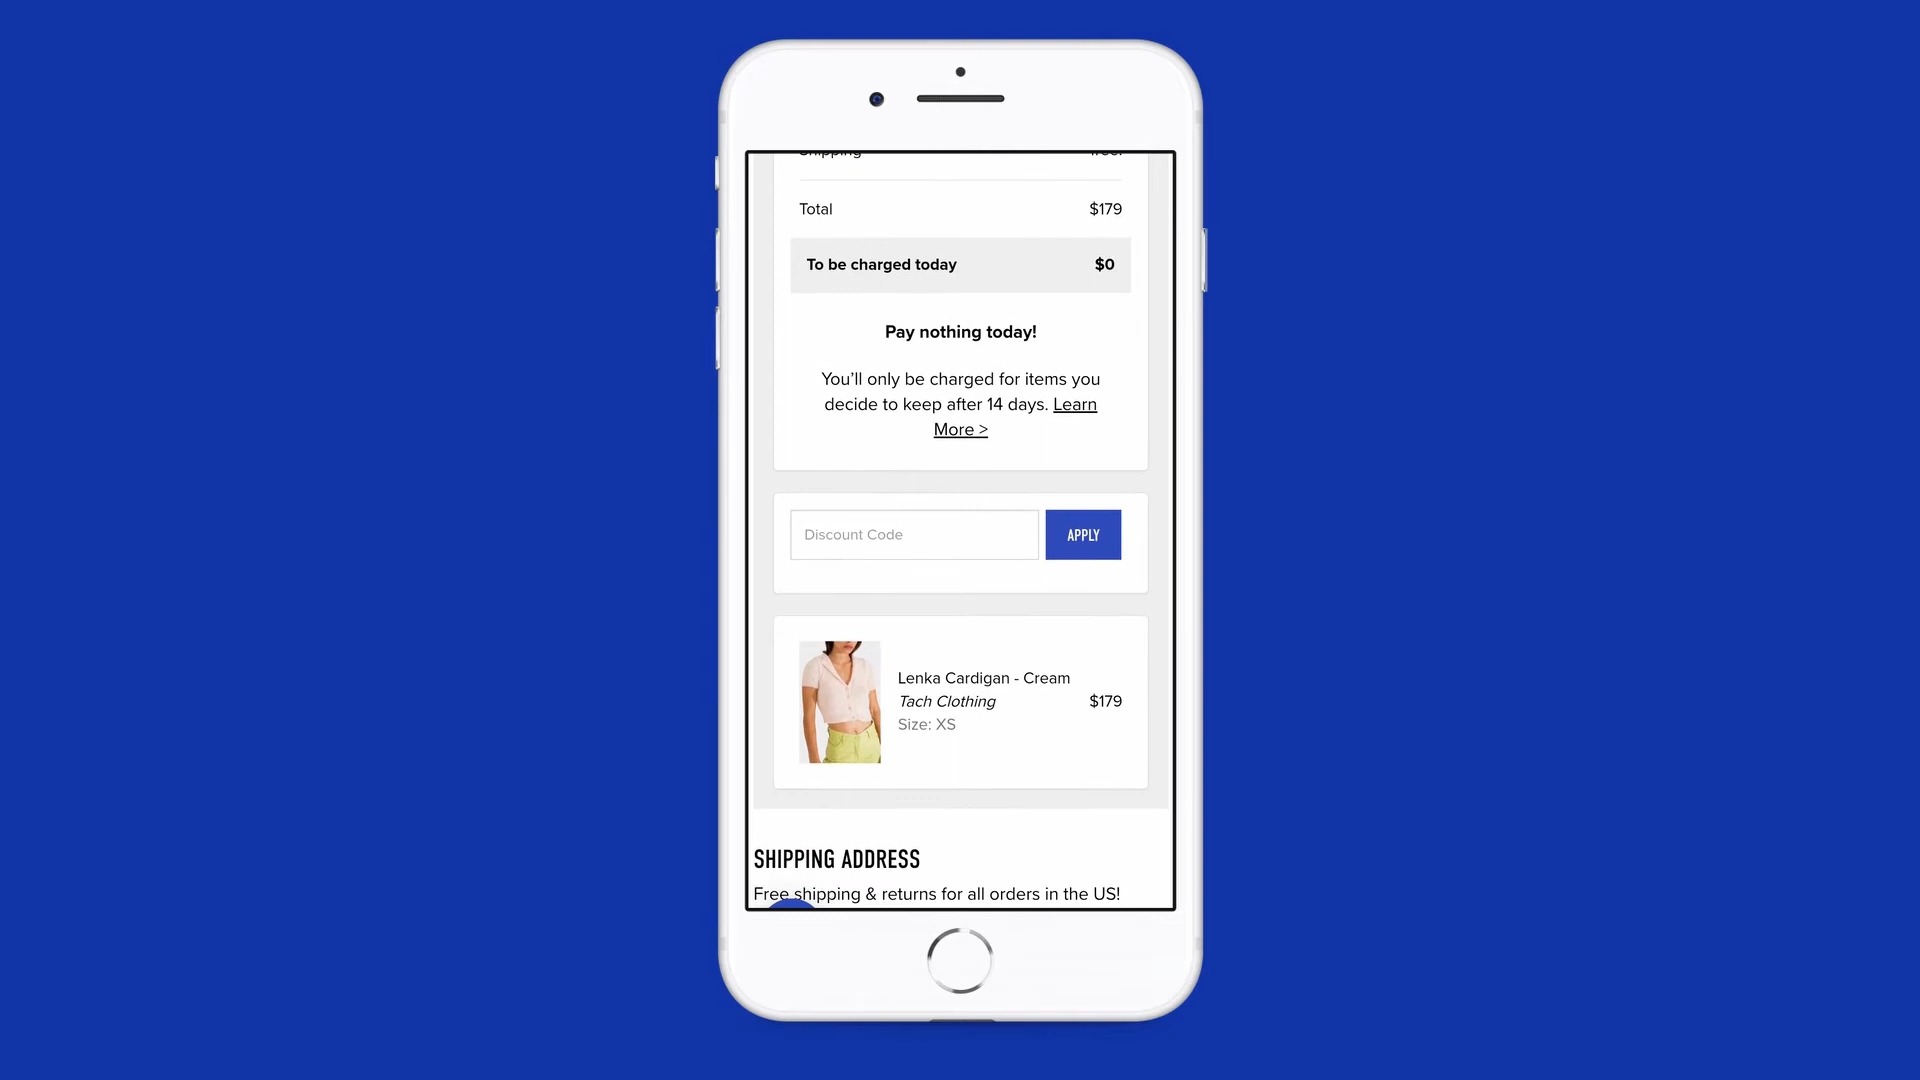 Shipping free!
Total $179
To be charged today $0
Pay nothing today!
You’ll only be charged for items you
decide to keep after 14 days. Learn
More >
Discount Code APPLY
Lenka Cardigan - Cream
Tach Clothing $179
Size: XS
SHIPPING ADDRESS
Free shipping & returns for all orders in the US!